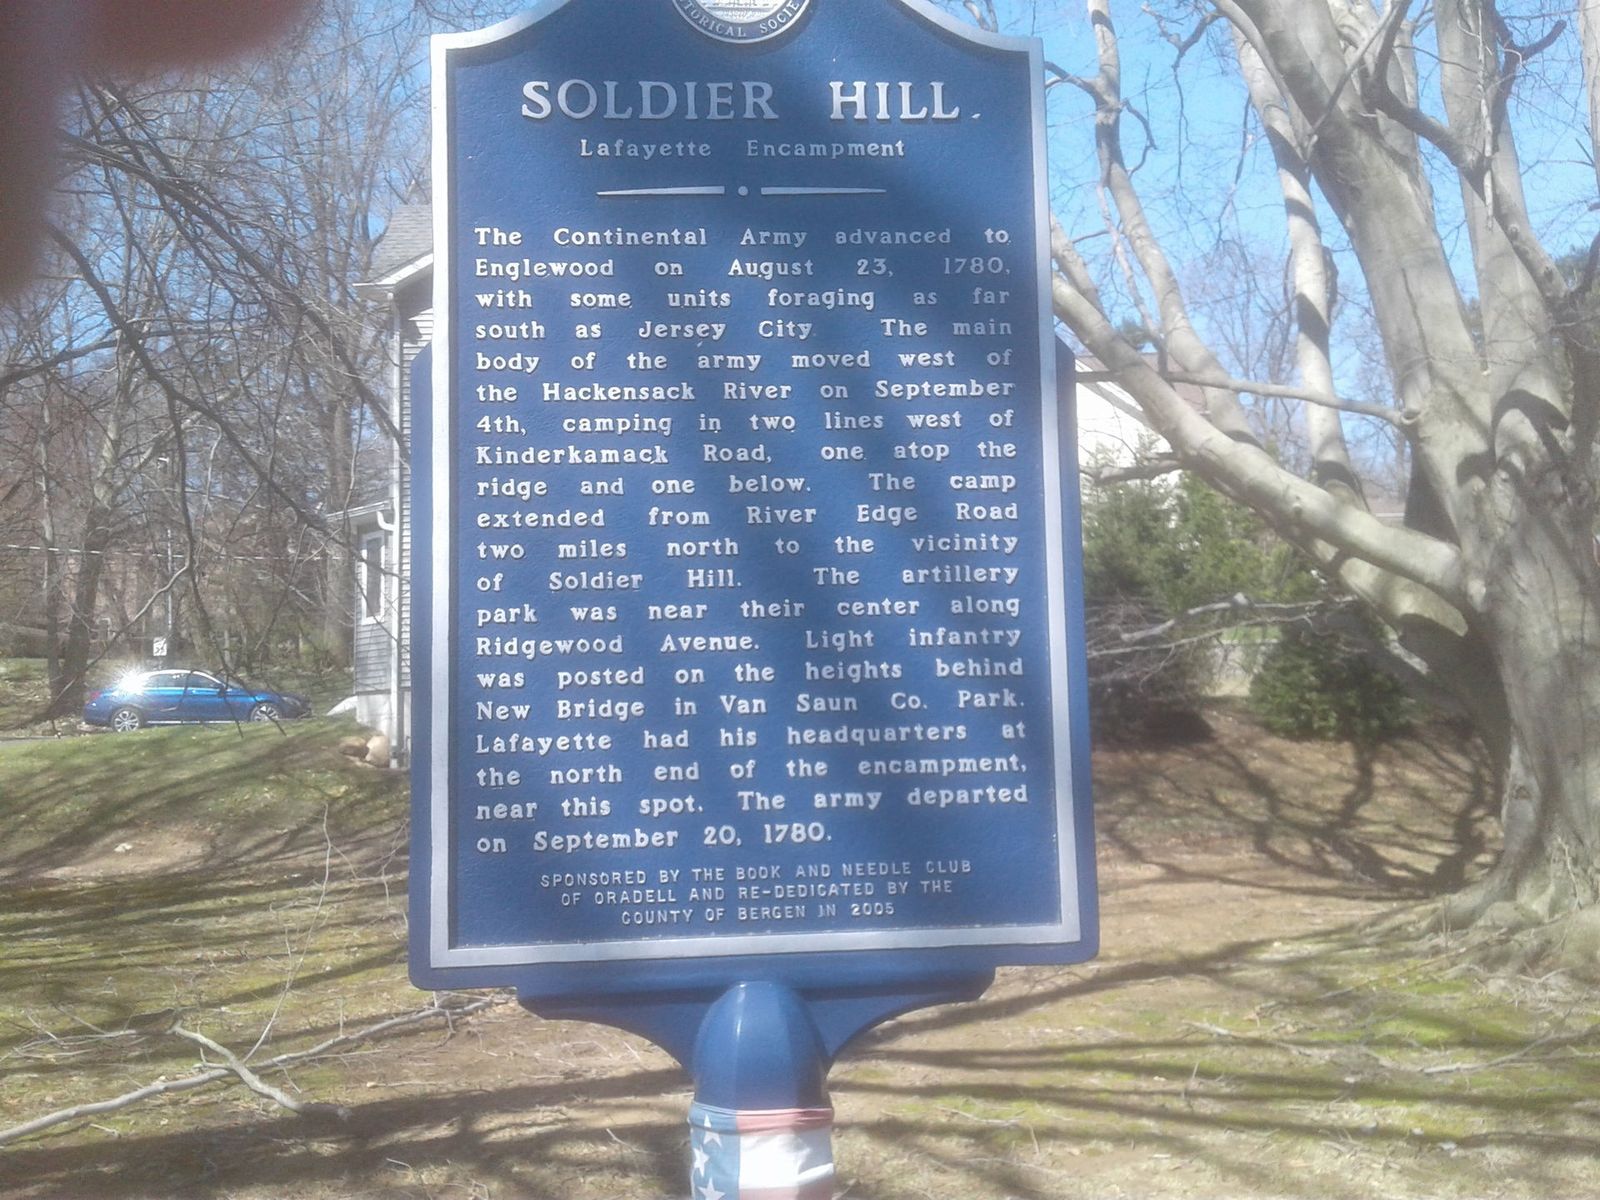 HISTORICAL SOCIETY
SOLDIER HILL
Lafayette Encampment
The Continental Army advanced to
Englewood on August 23, 1780,
with some units foraging as far
south as Jersey City. The main
body of the army moved west of
the Hackensack River on September
4th, camping in two lines west of
Kinderkamack Road, one atop the
ridge and one below. The camp
extended from River Edge Road
two miles north to the vicinity
of Soldier Hill. The artillery
park was near their center along
Ridgewood Avenue. Light infantry
was posted on the heights behind
New Bridge in Van Saun Co. Park.
Lafayette had his headquarters at
the north end of the encampment,
near this spot. The army departed
on September 20, 1780.
SPONSORED BY THE BOOK AND NEEDLE CLUB
OF ORADELL AND RE-DEDICATED BY THE
COUNTY OF BERGEN IN 2005